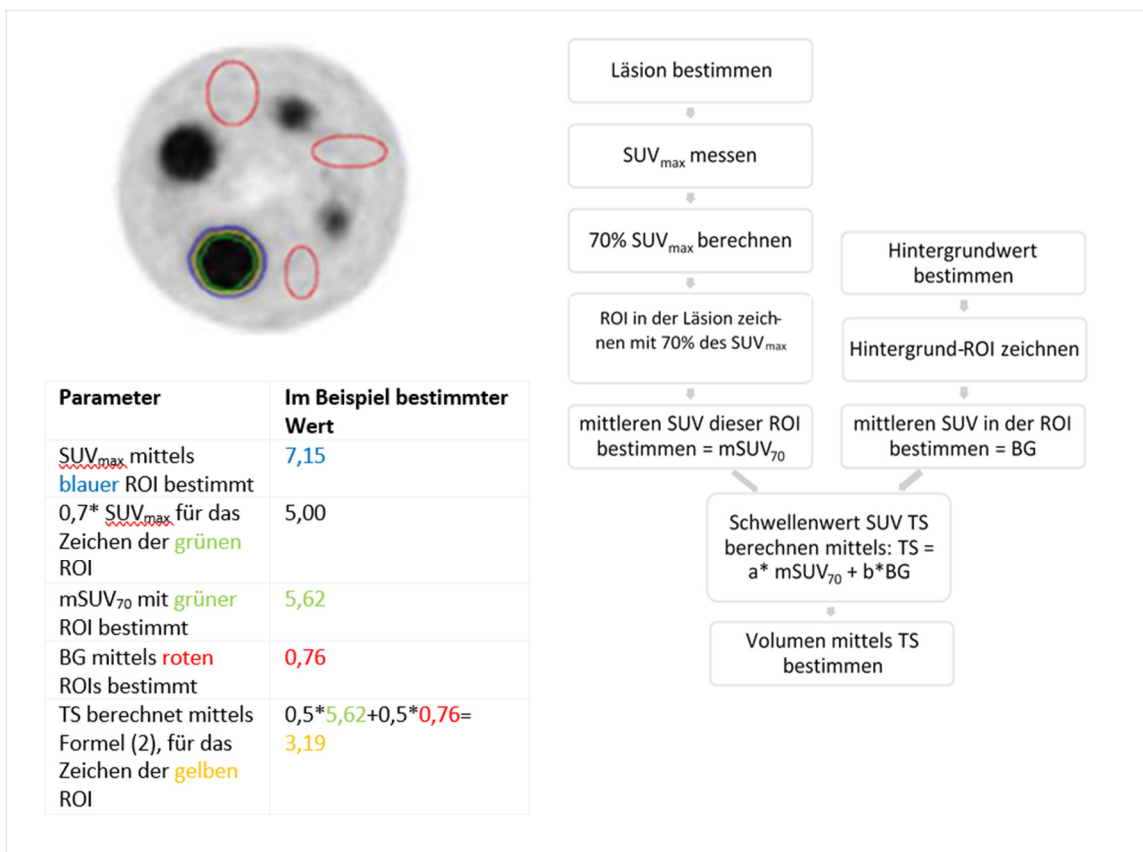 Läsion bestimmen
SUVmax messen
70% SUVmax berechnen
ROI in der Läsion zeich-
nen mit 70% des SUVmax
mittleren SUV dieser ROI
bestimmen = mSUV70
Hintergrundwert
bestimmen
Hintergrund-ROI zeichnen
mittleren SUV in der ROI
bestimmen = BG
Schwellenwert SUV TS
berechnen mittels: TS =
a* mSUV70 + b*BG
Volumen mittels TS
bestimmen
Parameter
Im Beispiel bestimmter
Wert
SUVmax mittels
blauer ROI bestimmt
7,15
0,7* SUVmax für das
Zeichen der grünen
ROI
5,00
mSUV70 mit grüner
ROI bestimmt
5,62
BG mittels roten
ROIs bestimmt
0,76
TS berechnet mittels
Formel (2), für das
Zeichen der gelben
ROI
0,5*5,62+0,5*0,76=
3,19